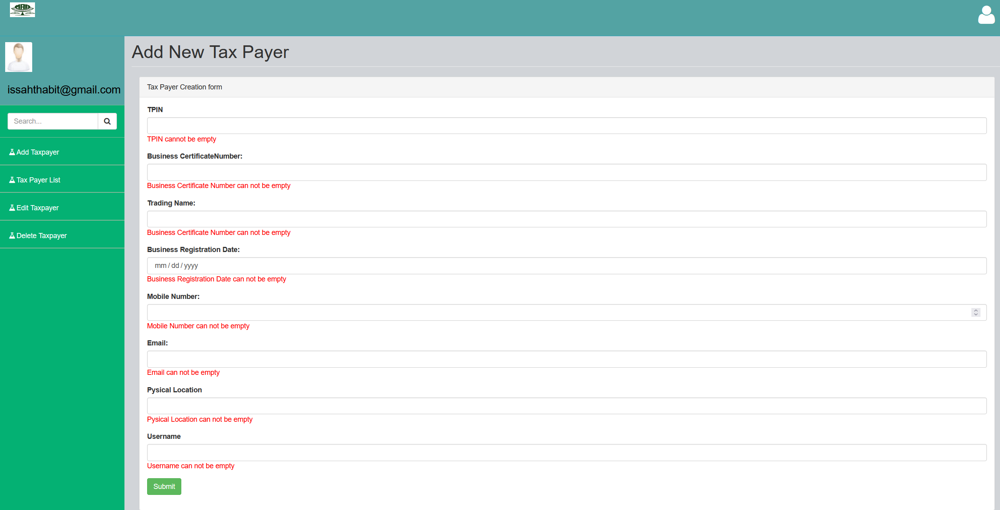 MRA
issahthabit@gmail.com
Search...
Add Taxpayer
Tax Payer List
Edit Taxpayer
Delete Taxpayer
Add New Tax Payer
Tax Payer Creation form
TPIN
TPIN cannot be empty
Business CertificateNumber:
Business Certificate Number can not be empty
Trading Name:
Business Certificate Number can not be empty
Business Registration Date:
mm / dd / yyyy
Business Registration Date can not be empty
Mobile Number:
Mobile Number can not be empty
Email:
Email can not be empty
Pysical Location
Pysical Location can not be empty
Username
Username can not be empty
Submit